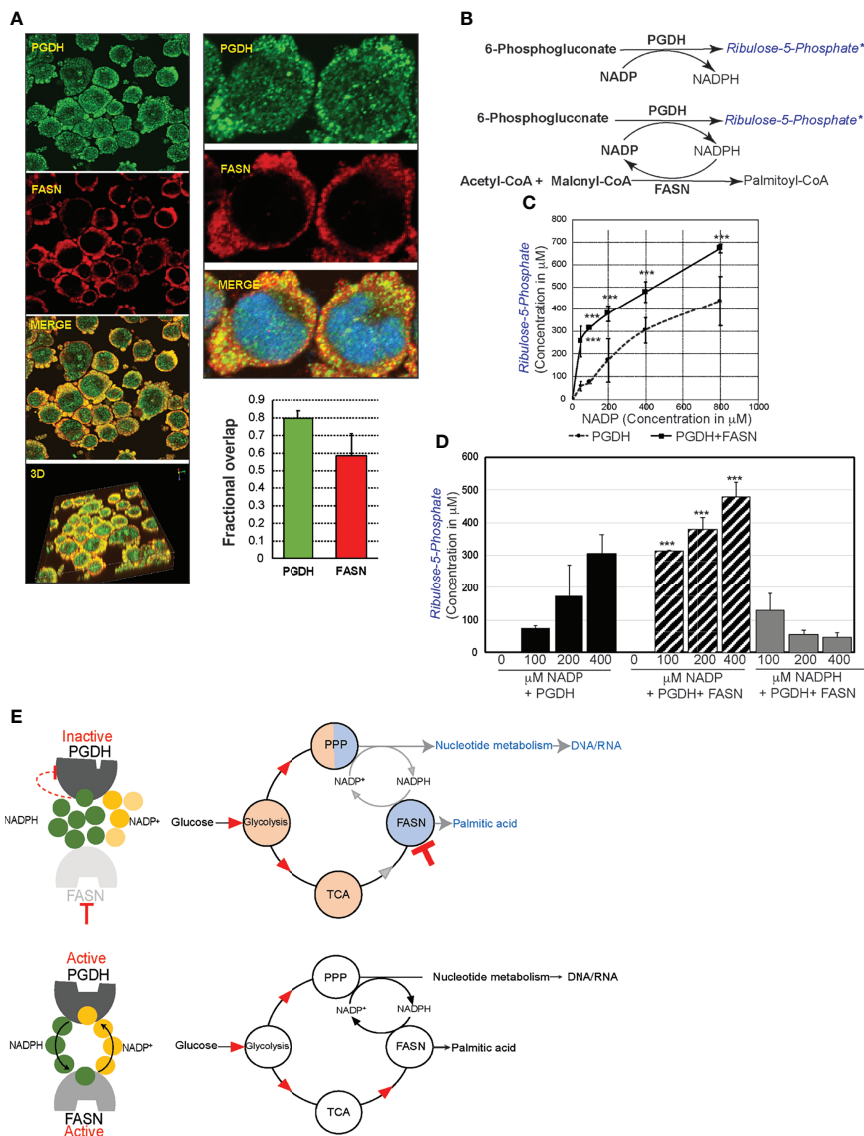 A
PGDH
FASN
MERGE
3D
PGDH
FASN
MERGE
Fractional overlap
0.9
0.8
0.7
0.6
0.5
0.4
0.3
0.2
0.1
0
PGDH
FASN
B
6-Phosphogluconate
PGDH
Ribulose-5-Phosphate*
NADP
NADPH
6-Phosphogluconate
PGDH
Ribulose-5-Phosphate*
NADP
NADPH
Acetyl-CoA + Malonyl-CoA
FASN
Palmitoyl-CoA
C
Ribulose-5-Phosphate
(Concentration in μM)
800
700
600
500
400
300
200
100
0
***
***
***
***
***
0 200 400 600 800 1000
NADP (Concentration in μM)
PGDH
PGDH+FASN
D
Ribulose-5-Phosphate
(Concentration in μM)
600
500
400
300
200
100
0
***
***
***
0 100 200 400 0 100 200 400 100 200 400
μM NADP
+ PGDH
μM NADP
+ PGDH+ FASN
μM NADPH
+ PGDH+ FASN
E
Inactive
PGDH
NADPH
NADP+
FASN
Glucose
Glycolysis
PPP
TCA
FASN
NADP+
NADPH
Nucleotide metabolism
DNA/RNA
Palmitic acid
Active
PGDH
NADPH
NADP+
FASN
Active
Glucose
Glycolysis
PPP
TCA
FASN
NADP+
NADPH
Nucleotide metabolism
DNA/RNA
Palmitic acid